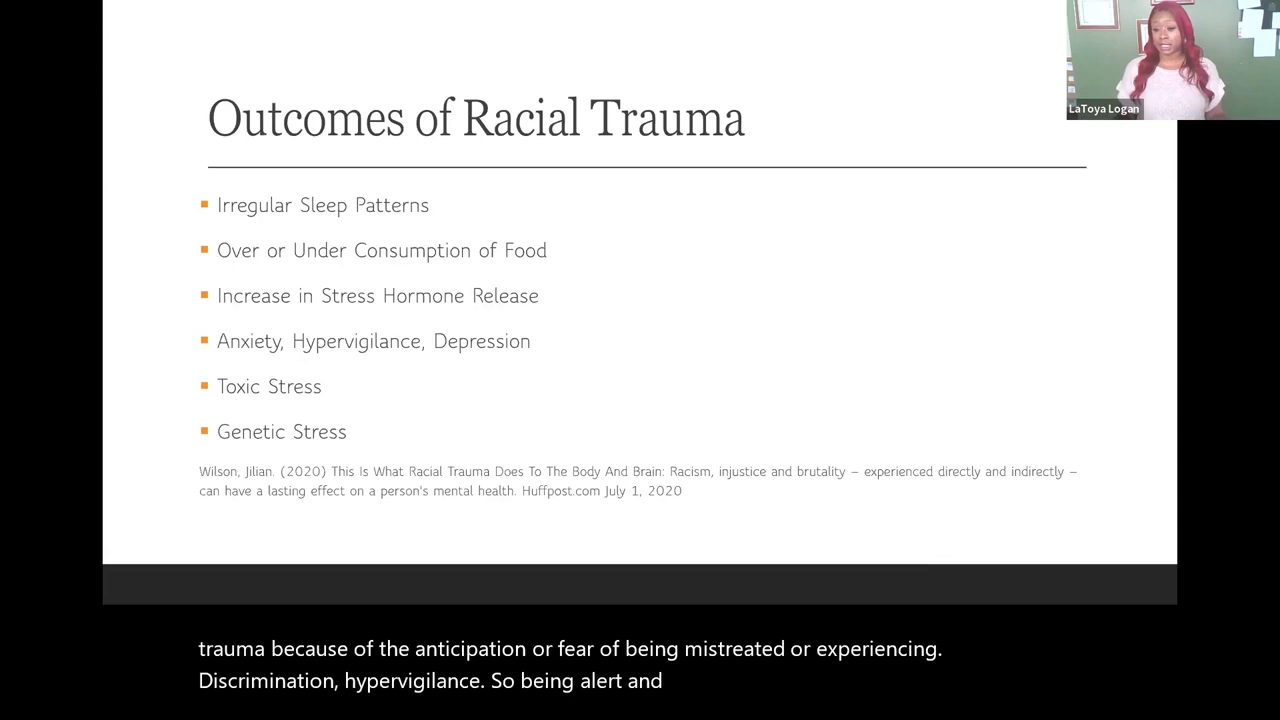 Outcomes of Racial Trauma
Irregular Sleep Patterns
Over or Under Consumption of Food
Increase in Stress Hormone Release
Anxiety, Hypervigilance, Depression
Toxic Stress
Genetic Stress
Wilson, Jilian. (2020) This Is What Racial Trauma Does To The Body And Brain: Racism, injustice and brutality – experienced directly and indirectly –
can have a lasting effect on a person's mental health. Huffpost.com July 1, 2020
LaToya Logan
trauma because of the anticipation or fear of being mistreated or experiencing.
Discrimination, hypervigilance. So being alert and